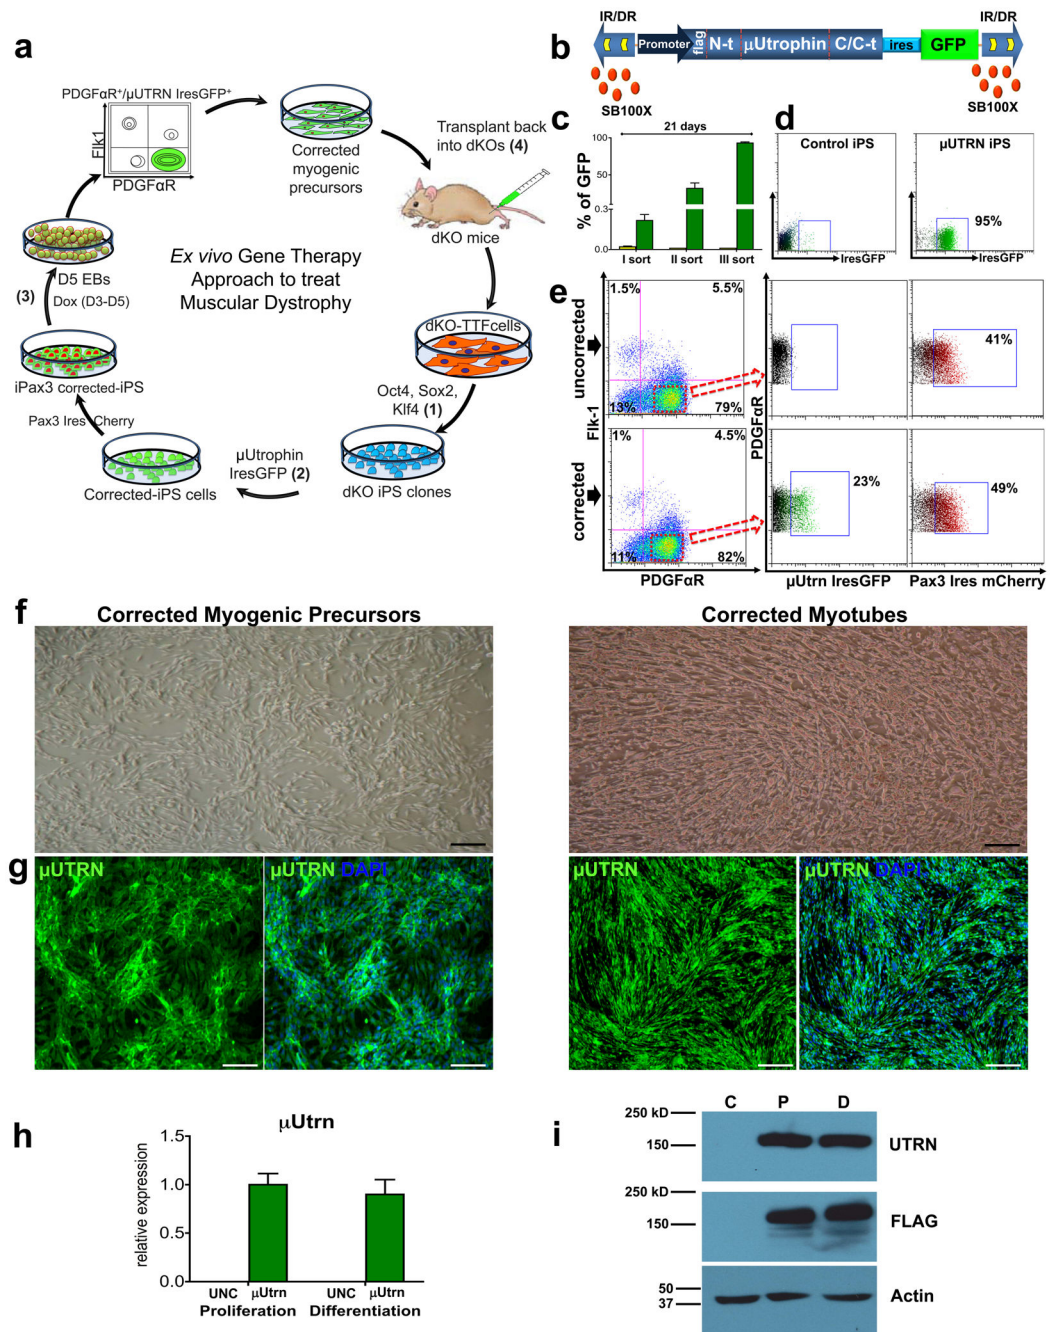 a
PDGFαR⁺/μUTRN IresGFP⁺
Flk1
PDGFαR
Corrected
myogenic
precursors
Transplant back
into dKOs (4)
dKO mice
Ex vivo Gene Therapy
Approach to treat
Muscular Dystrophy
D5 EBs
(3)
Dox (D3-D5)
iPax3 corrected-iPS
Pax3 Ires Cherry
Corrected-iPS cells
μUtrophin
IresGFP (2)
dKO iPS clones
Oct4, Sox2,
Klf4 (1)
dKO-TTFcells
b
IR/DR
IR/DR
Promoter
flag
N-t
μUtrophin
C/C-t
ires
GFP
SB100X
SB100X
c
21 days
% of GFP
100
50
0.3
0.0
I sort
II sort
III sort
d
Control iPS
μUTRN iPS
95%
IresGFP
IresGFP
e
uncorrected
corrected
Flk-1
1.5%
5.5%
13%
79%
1%
4.5%
11%
82%
PDGFαR
PDGFαR
41%
23%
49%
μUtrn IresGFP
Pax3 Ires mCherry
f
Corrected Myogenic Precursors
Corrected Myotubes
g
μUTRN
μUTRN DAPI
μUTRN
μUTRN DAPI
h
μUtrn
relative expression
1.5
1.0
0.5
0.0
UNC
μUtrn
UNC
μUtrn
Proliferation
Differentiation
i
C
P
D
250 kD
150
UTRN
250 kD
150
FLAG
50
37
Actin